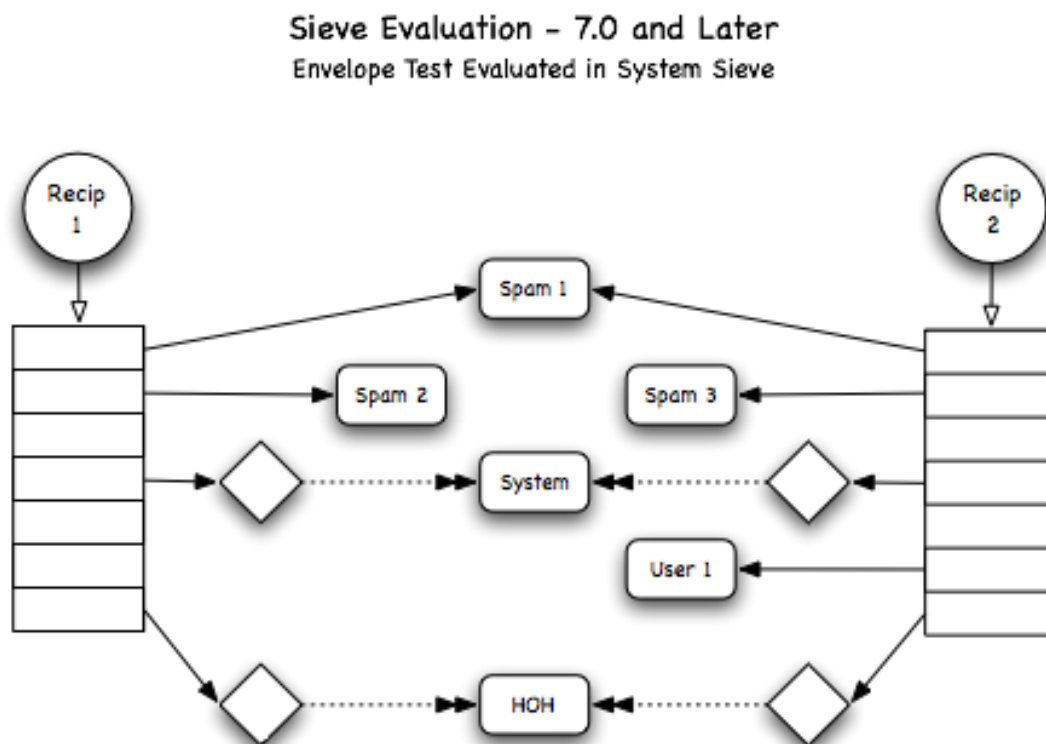 Sieve Evaluation - 7.0 and Later
Envelope Test Evaluated in System Sieve
Recip
1
Recip
2
Spam 1
Spam 2
Spam 3
System
User 1
HOH